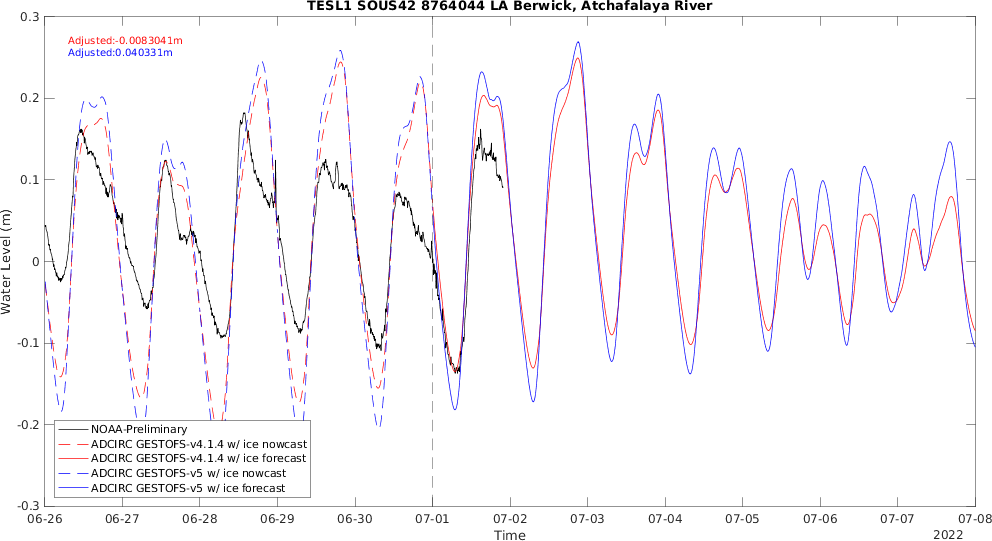 TESL1 SOUS42 8764044 LA Berwick, Atchafalaya River
Adjusted:-0.0083041m
Adjusted:0.040331m
0.3
0.2
0.1
0
-0.1
-0.2
-0.3
Water Level (m)
NOAA-Preliminary
ADCIRC GESTOFS-v4.1.4 w/ ice nowcast
ADCIRC GESTOFS-v4.1.4 w/ ice forecast
ADCIRC GESTOFS-v5 w/ ice nowcast
ADCIRC GESTOFS-v5 w/ ice forecast
06-26 06-27 06-28 06-29 06-30 07-01 07-02 07-03 07-04 07-05 07-06 07-07 07-08
Time
2022